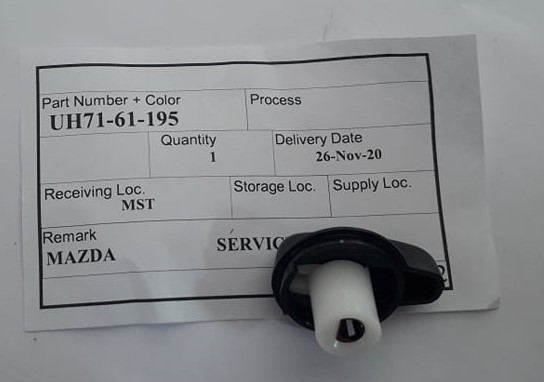 Part Number + Color
UH71-61-195
Process
Quantity
1
Delivery Date
26-Nov-20
Receiving Loc.
MST
Storage Loc.
Supply Loc.
Remark
MAZDA